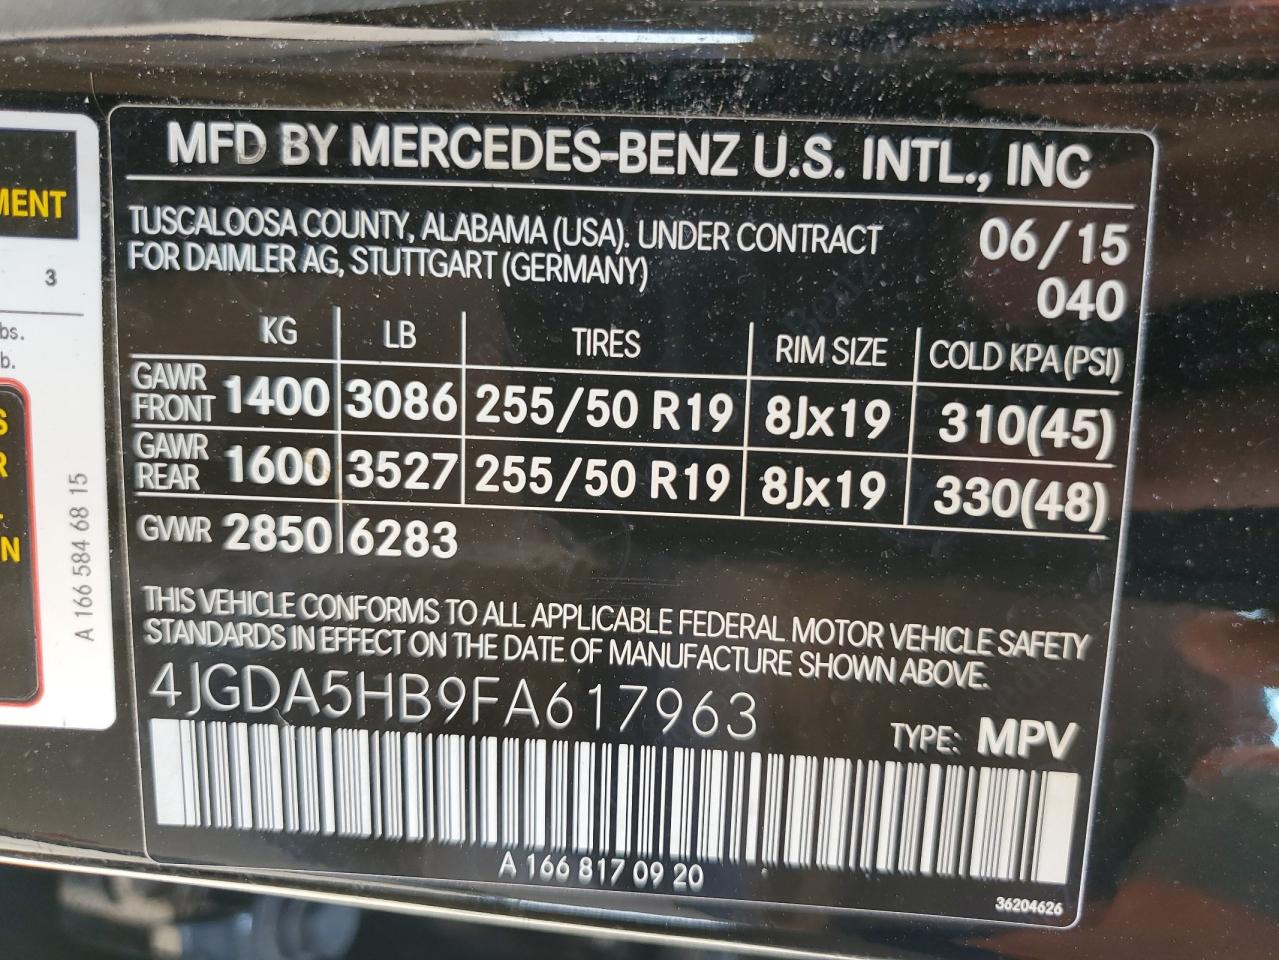 MFD BY MERCEDES-BENZ U.S. INTL., INC
TUSCALOOSA COUNTY, ALABAMA (USA). UNDER CONTRACT 06/15
FOR DAIMLER AG, STUTTGART (GERMANY)
040
KG LB TIRES RIM SIZE COLD KPA(PSI)
GAWR FRONT 1400 3086 255/50 R19 8Jx19 310(45)
GAWR REAR 1600 3527 255/50 R19 8Jx19 330(48)
GVWR 2850 6283
THIS VEHICLE CONFORMS TO ALL APPLICABLE FEDERAL MOTOR VEHICLE SAFETY
STANDARDS IN EFFECT ON THE DATE OF MANUFACTURE SHOWN ABOVE.
4JGDA5HB9FA617963
TYPE: MPV
A 166 817 09 20
36204626
MENT
3
bs.
b.
S
R
N
A 166 584 68 15